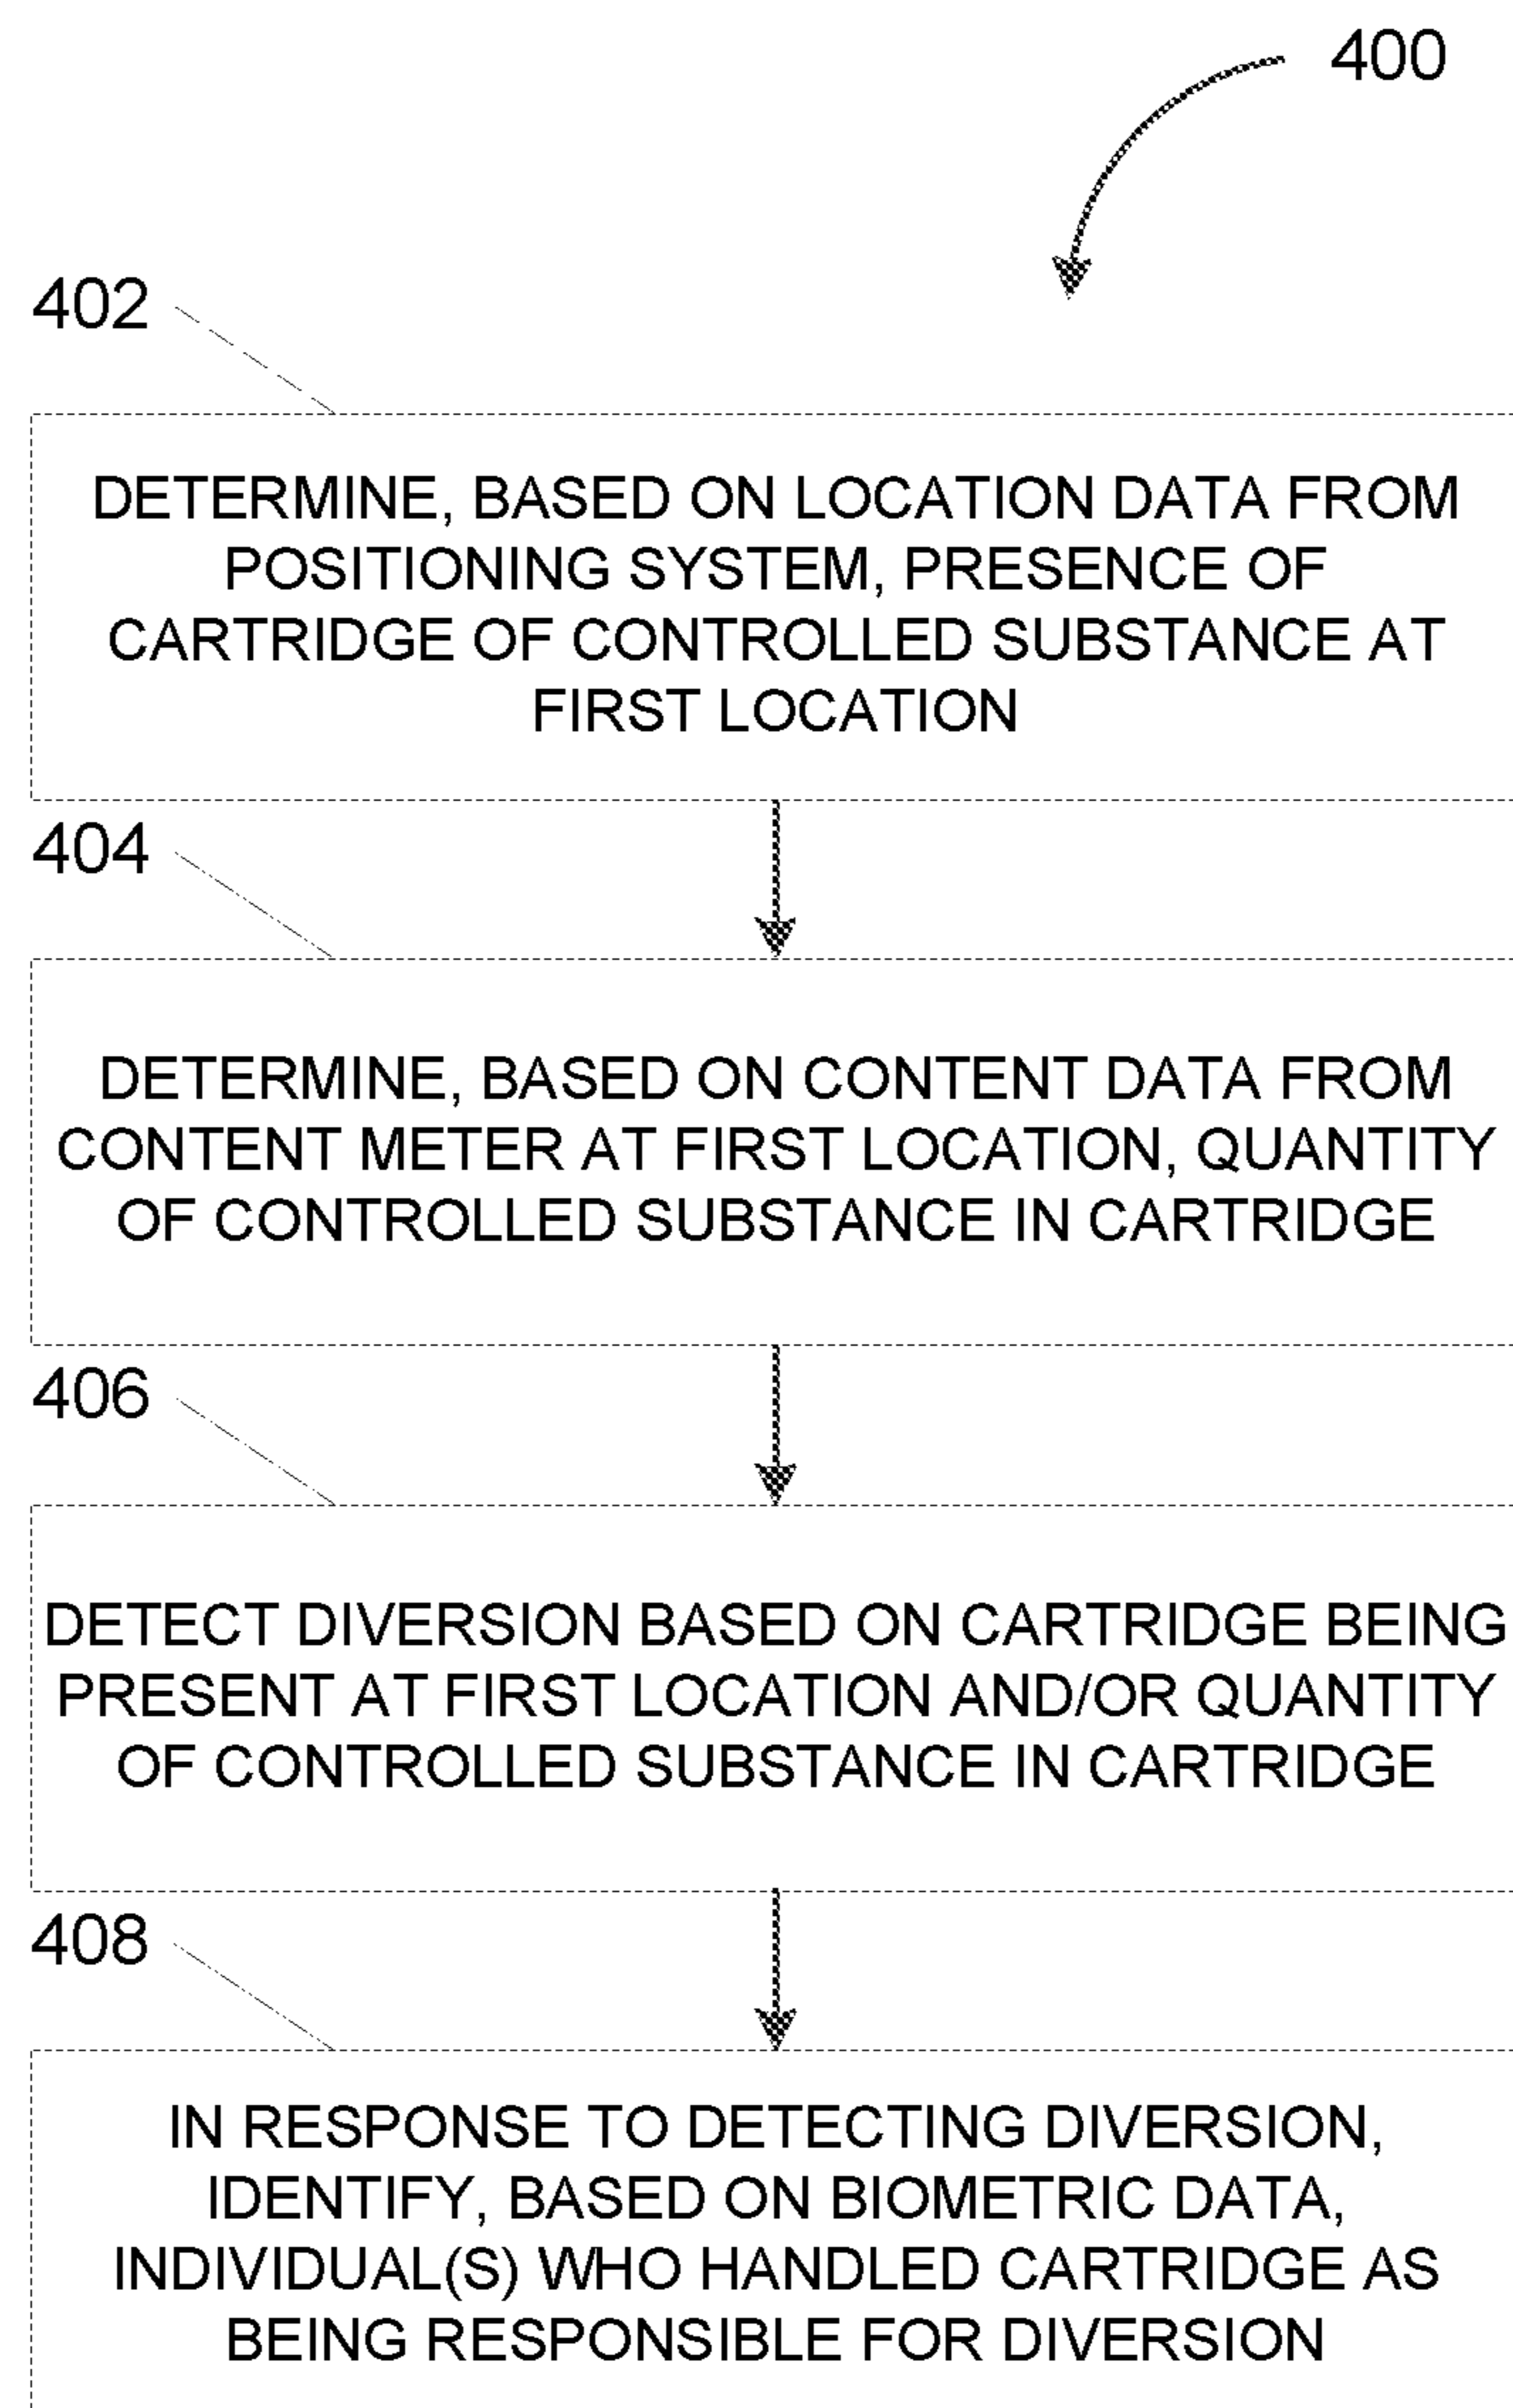 400
402
DETERMINE, BASED ON LOCATION DATA FROM
POSITIONING SYSTEM, PRESENCE OF
CARTRIDGE OF CONTROLLED SUBSTANCE AT
FIRST LOCATION
404
DETERMINE, BASED ON CONTENT DATA FROM
CONTENT METER AT FIRST LOCATION, QUANTITY
OF CONTROLLED SUBSTANCE IN CARTRIDGE
406
DETECT DIVERSION BASED ON CARTRIDGE BEING
PRESENT AT FIRST LOCATION AND/OR QUANTITY
OF CONTROLLED SUBSTANCE IN CARTRIDGE
408
IN RESPONSE TO DETECTING DIVERSION,
IDENTIFY, BASED ON BIOMETRIC DATA,
INDIVIDUAL(S) WHO HANDLED CARTRIDGE AS
BEING RESPONSIBLE FOR DIVERSION